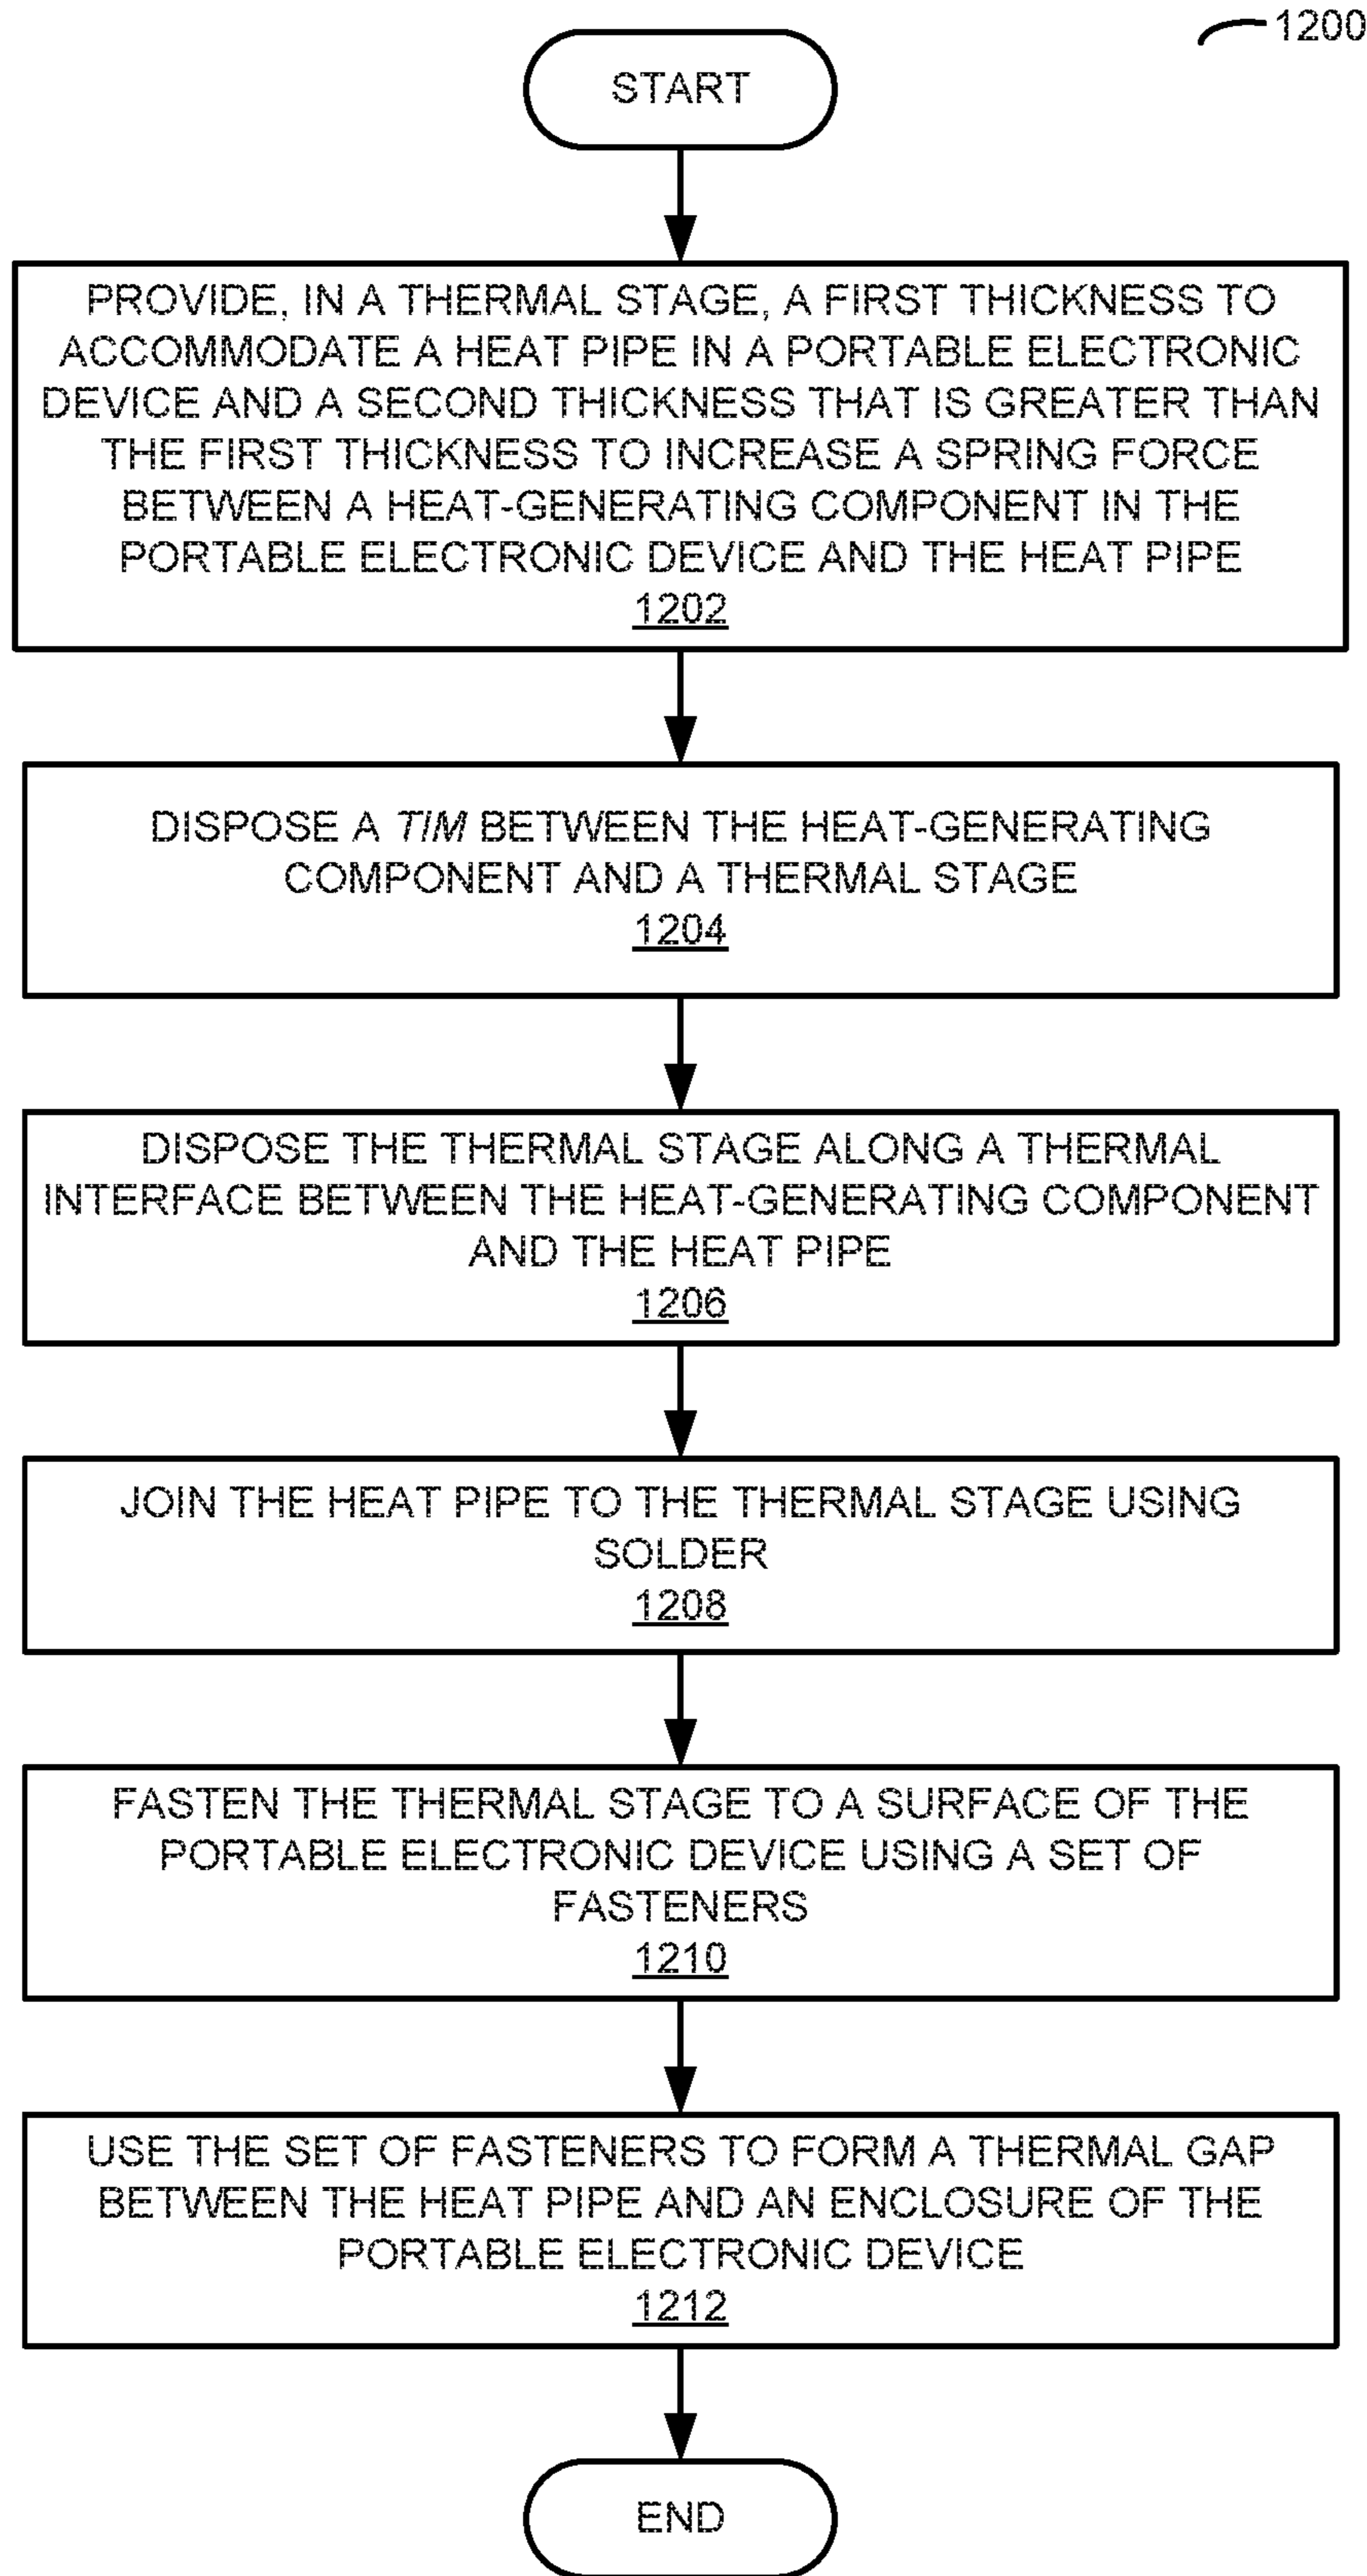 1200
START
PROVIDE, IN A THERMAL STAGE, A FIRST THICKNESS TO
ACCOMMODATE A HEAT PIPE IN A PORTABLE ELECTRONIC
DEVICE AND A SECOND THICKNESS THAT IS GREATER THAN
THE FIRST THICKNESS TO INCREASE A SPRING FORCE
BETWEEN A HEAT-GENERATING COMPONENT IN THE
PORTABLE ELECTRONIC DEVICE AND THE HEAT PIPE
1202
DISPOSE A TIM BETWEEN THE HEAT-GENERATING
COMPONENT AND A THERMAL STAGE
1204
DISPOSE THE THERMAL STAGE ALONG A THERMAL
INTERFACE BETWEEN THE HEAT-GENERATING COMPONENT
AND THE HEAT PIPE
1206
JOIN THE HEAT PIPE TO THE THERMAL STAGE USING
SOLDER
1208
FASTEN THE THERMAL STAGE TO A SURFACE OF THE
PORTABLE ELECTRONIC DEVICE USING A SET OF
FASTENERS
1210
USE THE SET OF FASTENERS TO FORM A THERMAL GAP
BETWEEN THE HEAT PIPE AND AN ENCLOSURE OF THE
PORTABLE ELECTRONIC DEVICE
1212
END